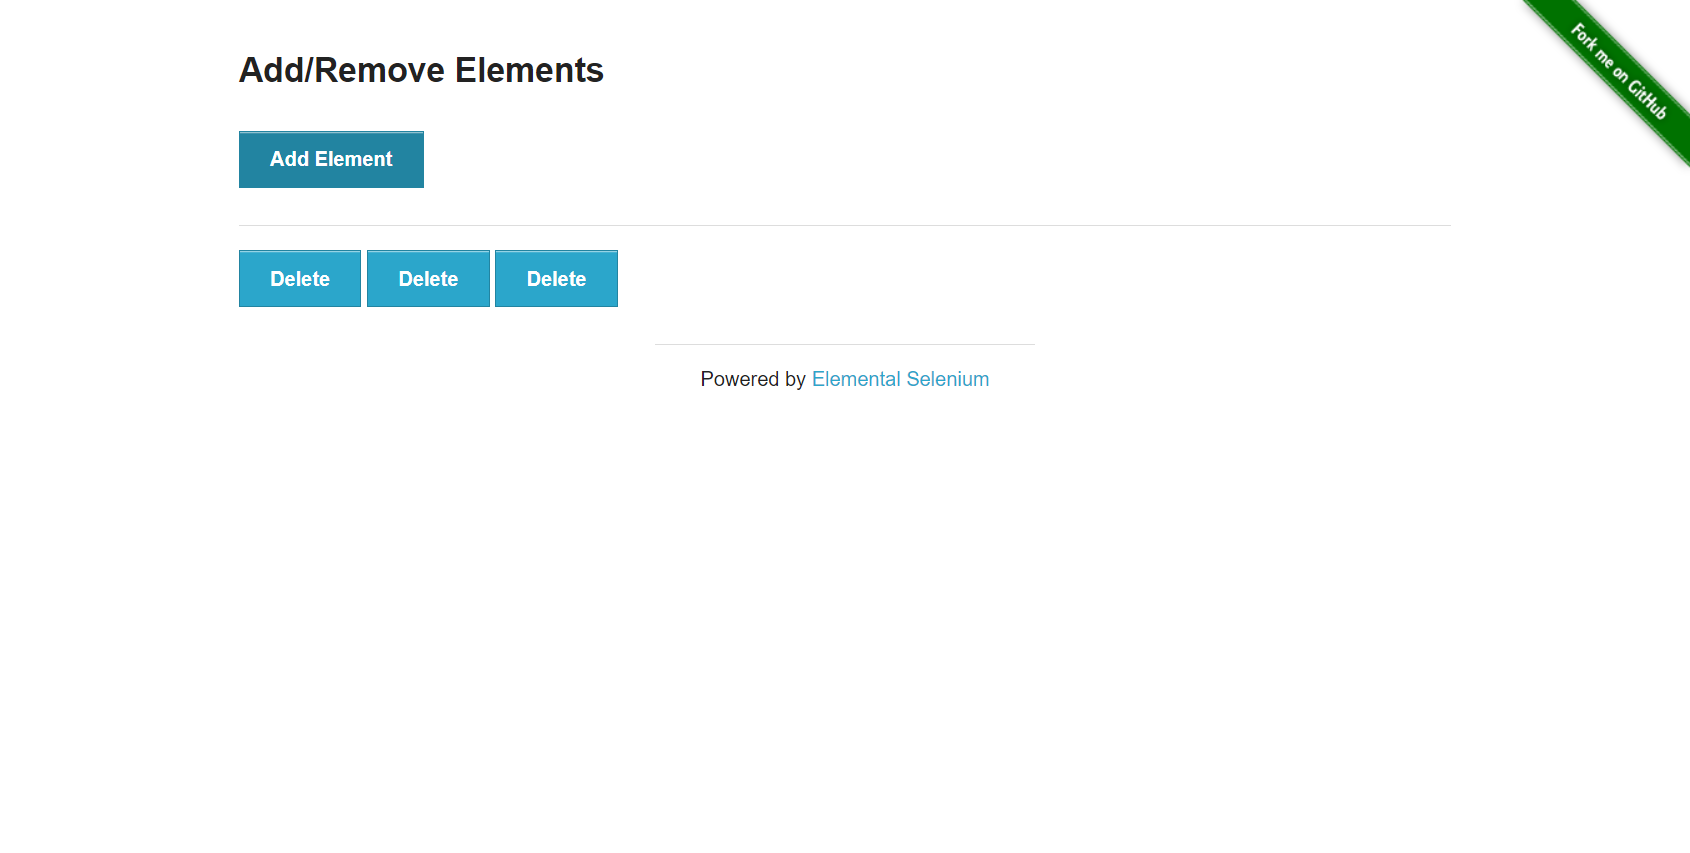 Fork me on GitHub
Add/Remove Elements
Add Element
Delete Delete Delete
Powered by Elemental Selenium